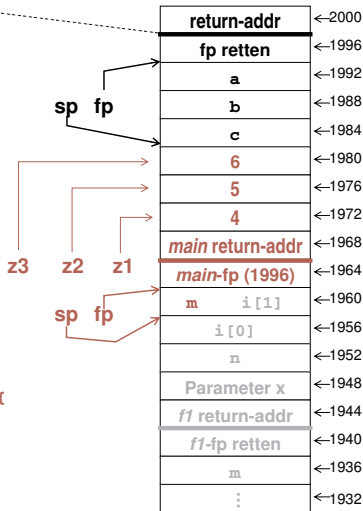 return-addr ←2000
fp retten ←1996
a ←1992
sp fp b ←1988
c ←1984
6 ←1980
5 ←1976
4 ←1972
z3 z2 z1 main return-addr ←1968
main-fp (1996) ←1964
sp fp m i[1] ←1960
i[0] ←1956
n ←1952
Parameter x ←1948
f1 return-addr ←1944
f1-fp retten ←1940
m ←1936
⋮ ←1932